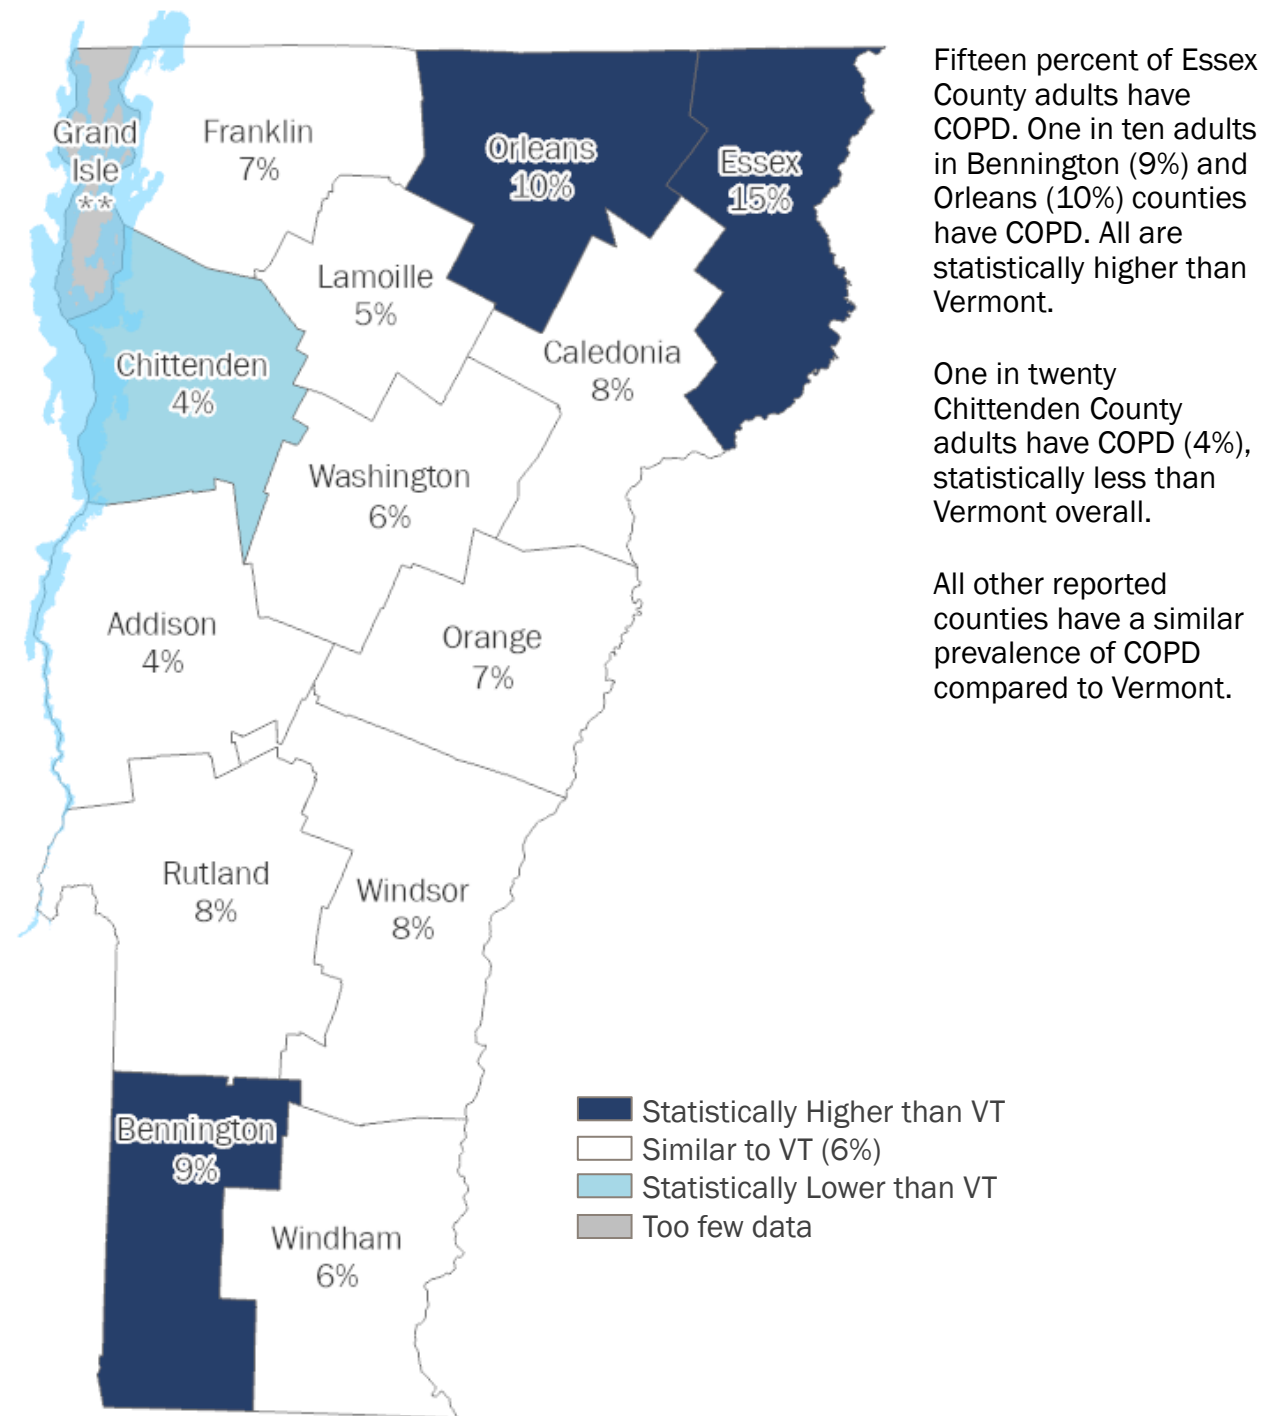 Fifteen percent of Essex
County adults have
COPD. One in ten adults
in Bennington (9%) and
Orleans (10%) counties
have COPD. All are
statistically higher than
Vermont.
One in twenty
Chittenden County
adults have COPD (4%),
statistically less than
Vermont overall.
All other reported
counties have a similar
prevalence of COPD
compared to Vermont.
Grand
Isle
**
Franklin
7%
Orleans
10%
Essex
15%
Lamoille
5%
Chittenden
4%
Caledonia
8%
Washington
6%
Addison
4%
Orange
7%
Rutland
8%
Windsor
8%
Bennington
9%
Windham
6%
Statistically Higher than VT
Similar to VT (6%)
Statistically Lower than VT
Too few data